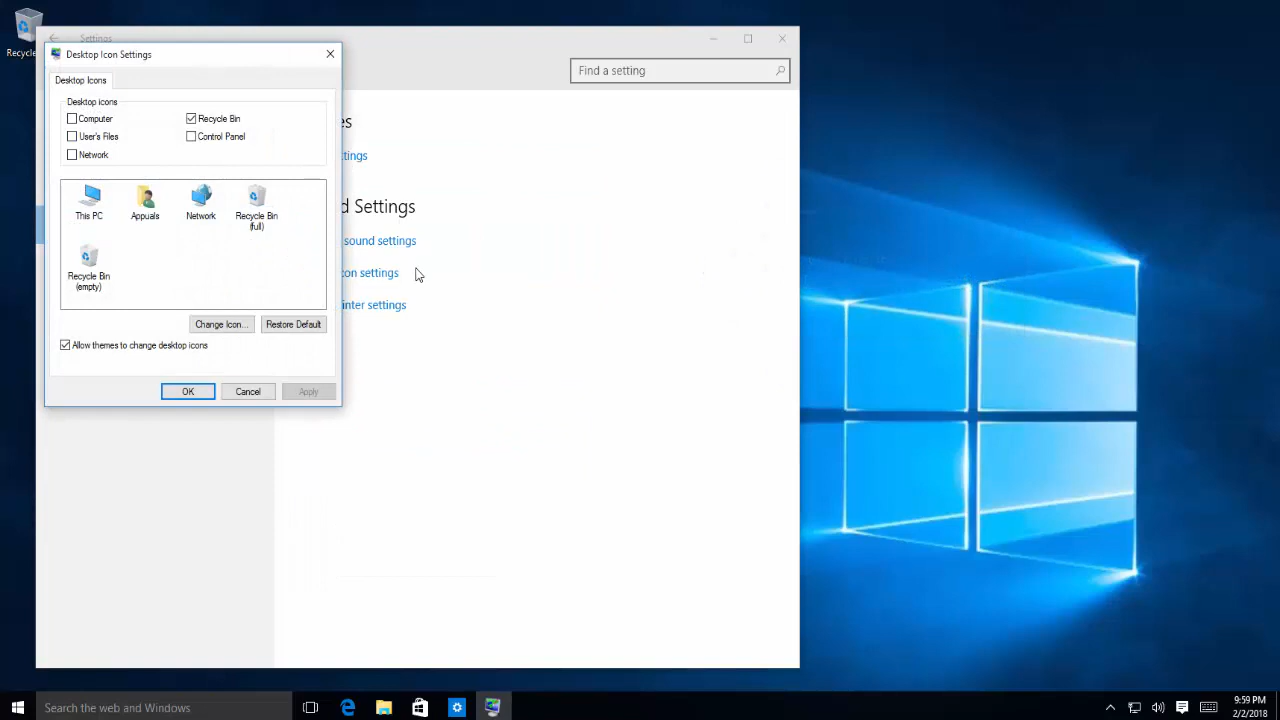 Recycle
Settings
Desktop Icon Settings
Find a setting
Desktop Icons
Desktop icons
Computer
Recycle Bin
User's Files
Control Panel
Network
This PC
Appuals
Network
Recycle Bin
(full)
Recycle Bin
(empty)
Change Icon...
Restore Default
Allow themes to change desktop icons
OK
Cancel
Apply
es
ttings
d Settings
sound settings
con settings
inter settings
Search the web and Windows
9:59 PM
2/2/2018